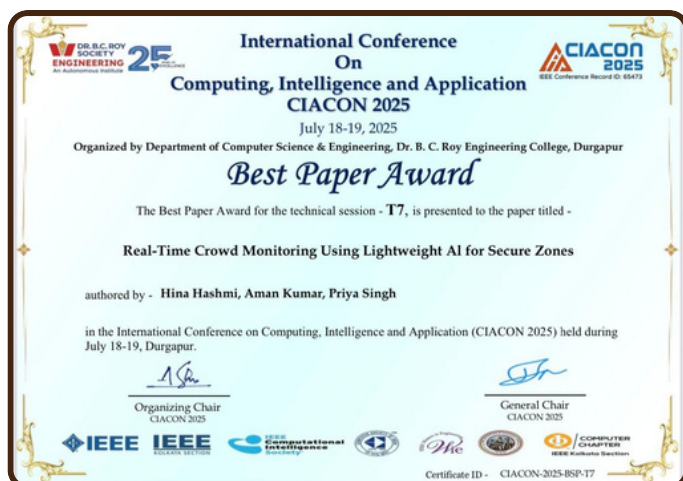 DR. B.C. ROY
SOCIETY
ENGINEERING
An Autonomous Institute
25
International Conference
On
Computing, Intelligence and Application
CIACON 2025
CIACON
2025
IEEE Conference Record ID: 65473
July 18-19, 2025
Organized by Department of Computer Science & Engineering, Dr. B. C. Roy Engineering College, Durgapur
Best Paper Award
The Best Paper Award for the technical session - T7, is presented to the paper titled -
Real-Time Crowd Monitoring Using Lightweight AI for Secure Zones
authored by - Hina Hashmi, Aman Kumar, Priya Singh
in the International Conference on Computing, Intelligence and Application (CIACON 2025) held during
July 18-19, Durgapur.
Organizing Chair
CIACON 2025
General Chair
CIACON 2025
IEEE
IEEE
KOLKATA SECTION
IEEE
Computational
Intelligence
Society
Wie
COMPUTER
CHAPTER
IEEE Kolkata Section
Certificate ID - CIACON-2025-BSP-T7